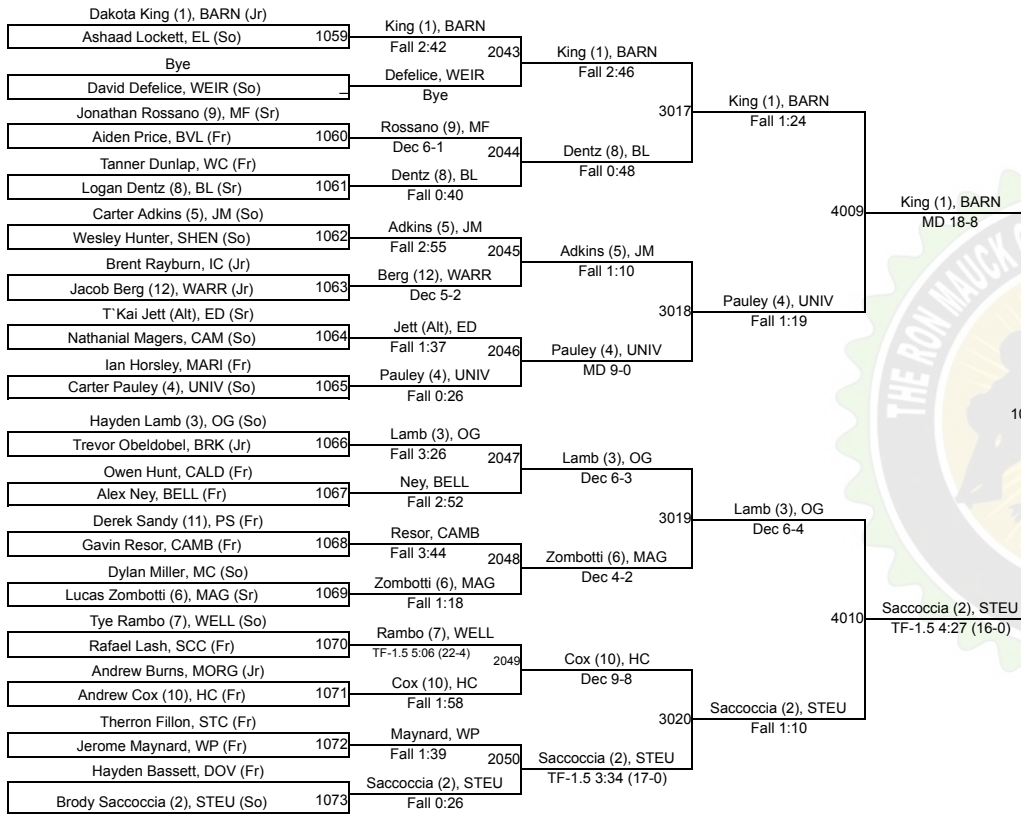 Dakota King (1), BARN (Jr)
Ashaad Lockett, EL (So)
1059
Bye
David Defelice, WEIR (So)
_
Jonathan Rossano (9), MF (Sr)
Aiden Price, BVL (Fr)
1060
Tanner Dunlap, WC (Fr)
Logan Dentz (8), BL (Sr)
1061
Carter Adkins (5), JM (So)
Wesley Hunter, SHEN (So)
1062
Brent Rayburn, IC (Jr)
Jacob Berg (12), WARR (Jr)
1063
T`Kai Jett (Alt), ED (Sr)
Nathanial Magers, CAM (So)
1064
Ian Horsley, MARI (Fr)
Carter Pauley (4), UNIV (So)
1065
Hayden Lamb (3), OG (So)
Trevor Obeldobel, BRK (Jr)
1066
Owen Hunt, CALD (Fr)
Alex Ney, BELL (Fr)
1067
Derek Sandy (11), PS (Fr)
Gavin Resor, CAMB (Fr)
1068
Dylan Miller, MC (So)
Lucas Zombotti (6), MAG (Sr)
1069
Tye Rambo (7), WELL (So)
Rafael Lash, SCC (Fr)
1070
Andrew Burns, MORG (Jr)
Andrew Cox (10), HC (Fr)
1071
Therron Fillon, STC (Fr)
Jerome Maynard, WP (Fr)
1072
Hayden Bassett, DOV (Fr)
Brody Saccoccia (2), STEU (So)
1073
King (1), BARN
Fall 2:42
2043
Defelice, WEIR
Bye
Rossano (9), MF
Dec 6-1
2044
Dentz (8), BL
Fall 0:40
Adkins (5), JM
Fall 2:55
2045
Berg (12), WARR
Dec 5-2
Jett (Alt), ED
Fall 1:37
2046
Pauley (4), UNIV
Fall 0:26
Lamb (3), OG
Fall 3:26
2047
Ney, BELL
Fall 2:52
Resor, CAMB
Fall 3:44
2048
Zombotti (6), MAG
Fall 1:18
Rambo (7), WELL
TF-1.5 5:06 (22-4)
2049
Cox (10), HC
Fall 1:58
Maynard, WP
Fall 1:39
2050
Saccoccia (2), STEU
Fall 0:26
King (1), BARN
Fall 2:46
3017
Dentz (8), BL
Fall 0:48
Adkins (5), JM
Fall 1:10
3018
Pauley (4), UNIV
MD 9-0
Lamb (3), OG
Dec 6-3
3019
Zombotti (6), MAG
Dec 4-2
Cox (10), HC
Dec 9-8
3020
Saccoccia (2), STEU
TF-1.5 3:34 (17-0)
King (1), BARN
Fall 1:24
4009
Pauley (4), UNIV
Fall 1:19
Lamb (3), OG
Dec 6-4
4010
Saccoccia (2), STEU
Fall 1:10
King (1), BARN
MD 18-8
Saccoccia (2), STEU
TF-1.5 4:27 (16-0)
THE RON MAUCK